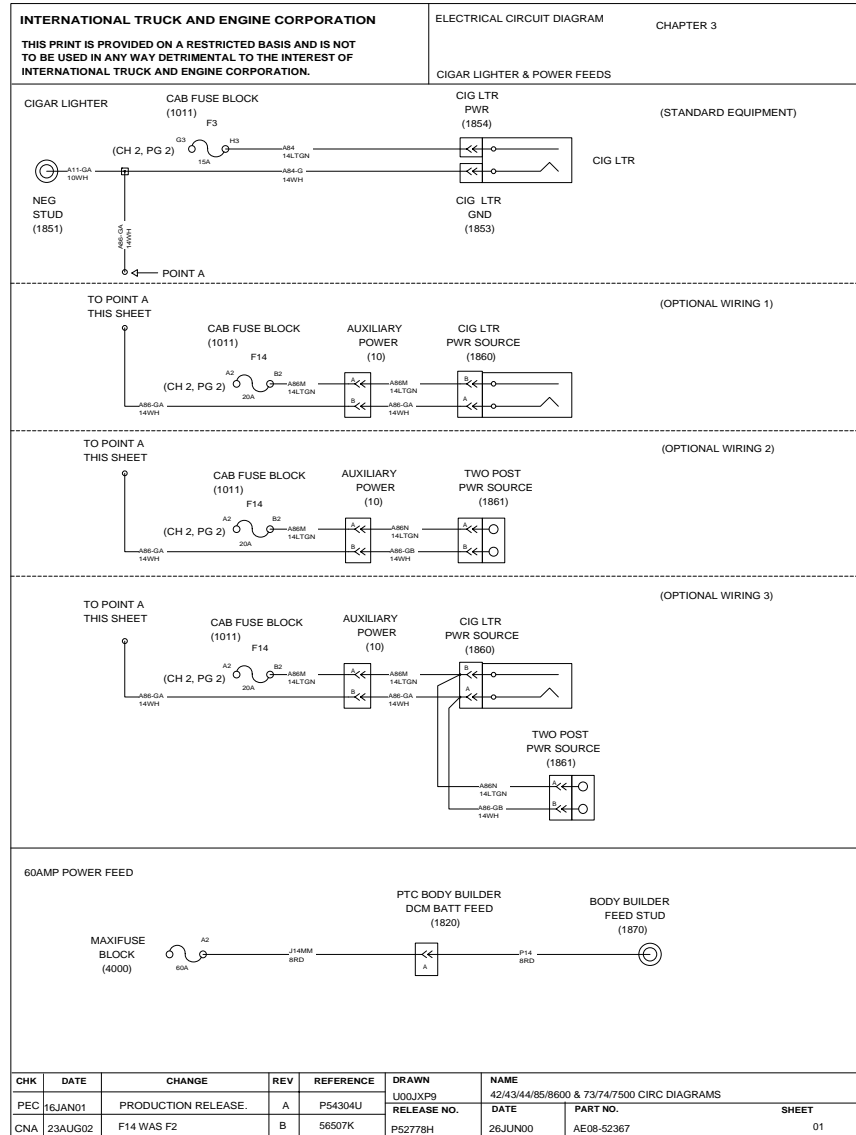 INTERNATIONAL TRUCK AND ENGINE CORPORATION
THIS PRINT IS PROVIDED ON A RESTRICTED BASIS AND IS NOT
TO BE USED IN ANY WAY DETRIMENTAL TO THE INTEREST OF
INTERNATIONAL TRUCK AND ENGINE CORPORATION.
ELECTRICAL CIRCUIT DIAGRAM
CHAPTER 3
CIGAR LIGHTER & POWER FEEDS
CIGAR LIGHTER
CAB FUSE BLOCK
(1011)
F3
(CH 2, PG 2)
G3
H3
15A
A84
14LTGN
CIG LTR
PWR
(1854)
(STANDARD EQUIPMENT)
CIG LTR
A11-GA
10WH
A84-G
14WH
NEG
STUD
(1851)
CIG LTR
GND
(1853)
A86-GA
14WH
POINT A
TO POINT A
THIS SHEET
(OPTIONAL WIRING 1)
CAB FUSE BLOCK
(1011)
F14
AUXILIARY
POWER
(10)
CIG LTR
PWR SOURCE
(1860)
(CH 2, PG 2)
A2
B2
20A
A86M
14LTGN
A
A86M
14LTGN
B
A86-GA
14WH
B
A86-GA
14WH
A
TO POINT A
THIS SHEET
(OPTIONAL WIRING 2)
CAB FUSE BLOCK
(1011)
F14
AUXILIARY
POWER
(10)
TWO POST
PWR SOURCE
(1861)
(CH 2, PG 2)
A2
B2
20A
A86M
14LTGN
A
A86N
14LTGN
A
A86-GA
14WH
B
A86-GB
14WH
B
TO POINT A
THIS SHEET
(OPTIONAL WIRING 3)
CAB FUSE BLOCK
(1011)
F14
AUXILIARY
POWER
(10)
CIG LTR
PWR SOURCE
(1860)
(CH 2, PG 2)
A2
B2
20A
A86M
14LTGN
A
A86M
14LTGN
B
A86-GA
14WH
B
A86-GA
14WH
A
TWO POST
PWR SOURCE
(1861)
A86N
14LTGN
A
A86-GB
14WH
B
60AMP POWER FEED
PTC BODY BUILDER
DCM BATT FEED
(1820)
BODY BUILDER
FEED STUD
(1870)
MAXIFUSE
BLOCK
(4000)
A2
60A
J14MM
8RD
A
P14
8RD
CHK DATE CHANGE REV REFERENCE
PEC 16JAN01 PRODUCTION RELEASE. A P54304U
CNA 23AUG02 F14 WAS F2 B 56507K
DRAWN
U00JXP9
NAME
42/43/44/85/8600 & 73/74/7500 CIRC DIAGRAMS
RELEASE NO. DATE PART NO. SHEET
P52778H 26JUN00 AE08-52367 01